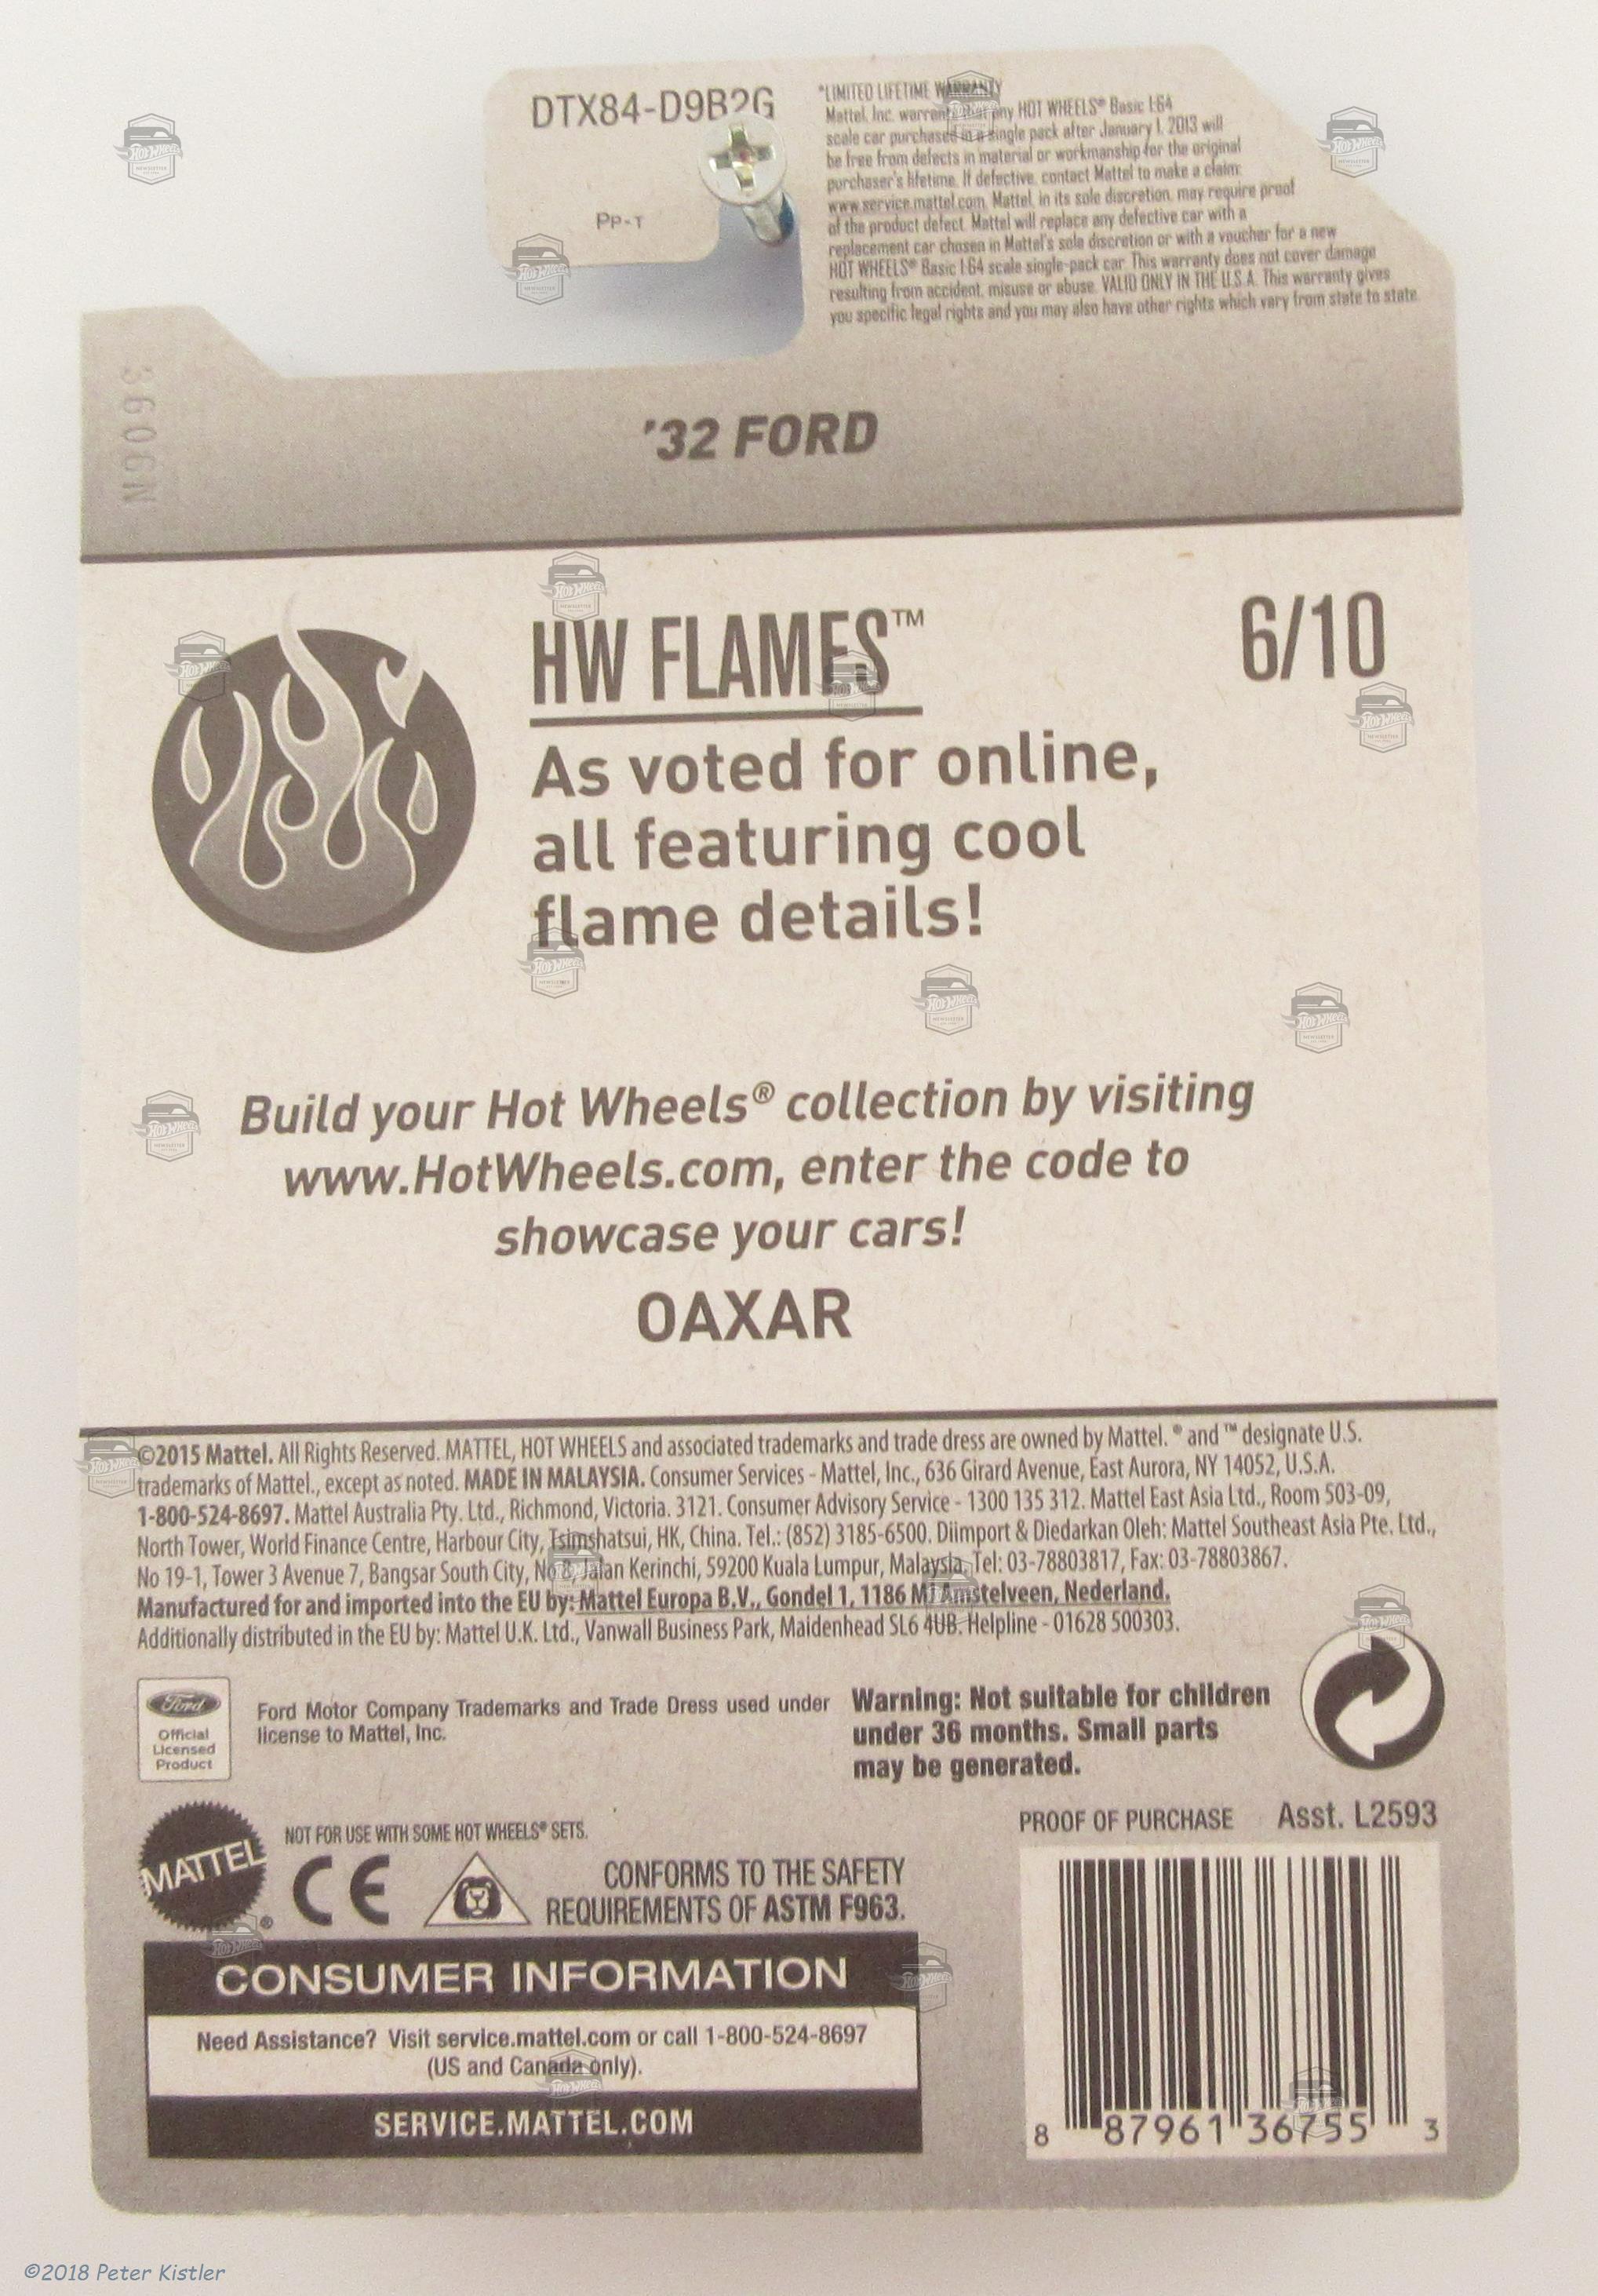 DTX84-D9B2G
PP-T
*LIMITED LIFETIME WARRANTY
Mattel, Inc. warrants that any HOT WHEELS® Basic 1:64
scale car purchased in a single pack after January 1, 2013 will
be free from defects in material or workmanship for the original
purchaser's lifetime. If defective, contact Mattel to make a claim:
www.service.mattel.com. Mattel, in its sole discretion, may require proof
of the product defect. Mattel will replace any defective car with a
replacement car chosen in Mattel's sole discretion or with a voucher for a new
HOT WHEELS® Basic 1:64 scale single-pack car. This warranty does not cover damage
resulting from accident, misuse or abuse. VALID ONLY IN THE U.S.A. This warranty gives
you specific legal rights and you may also have other rights which vary from state to state.
3606N
'32 FORD
HW FLAMES™
6/10
As voted for online,
all featuring cool
flame details!
Build your Hot Wheels® collection by visiting
www.HotWheels.com, enter the code to
showcase your cars!
OAXAR
©2015 Mattel. All Rights Reserved. MATTEL, HOT WHEELS and associated trademarks and trade dress are owned by Mattel. ® and ™ designate U.S.
trademarks of Mattel., except as noted. MADE IN MALAYSIA. Consumer Services - Mattel, Inc., 636 Girard Avenue, East Aurora, NY 14052, U.S.A.
1-800-524-8697. Mattel Australia Pty. Ltd., Richmond, Victoria. 3121. Consumer Advisory Service - 1300 135 312. Mattel East Asia Ltd., Room 503-09,
North Tower, World Finance Centre, Harbour City, Tsimshatsui, HK, China. Tel.: (852) 3185-6500. Diimport & Diedarkan Oleh: Mattel Southeast Asia Pte. Ltd.,
No 19-1, Tower 3 Avenue 7, Bangsar South City, No 8, Jalan Kerinchi, 59200 Kuala Lumpur, Malaysia. Tel: 03-78803817, Fax: 03-78803867.
Manufactured for and imported into the EU by: Mattel Europa B.V., Gondel 1, 1186 MJ Amstelveen, Nederland.
Additionally distributed in the EU by: Mattel U.K. Ltd., Vanwall Business Park, Maidenhead SL6 4UB. Helpline - 01628 500303.
Ford
Official
Licensed
Product
Ford Motor Company Trademarks and Trade Dress used under
license to Mattel, Inc.
Warning: Not suitable for children
under 36 months. Small parts
may be generated.
MATTEL®
NOT FOR USE WITH SOME HOT WHEELS® SETS.
CE
CONFORMS TO THE SAFETY
REQUIREMENTS OF ASTM F963.
PROOF OF PURCHASE Asst. L2593
CONSUMER INFORMATION
Need Assistance? Visit service.mattel.com or call 1-800-524-8697
(US and Canada only).
SERVICE.MATTEL.COM
8 87961 36755 3
©2018 Peter Kistler